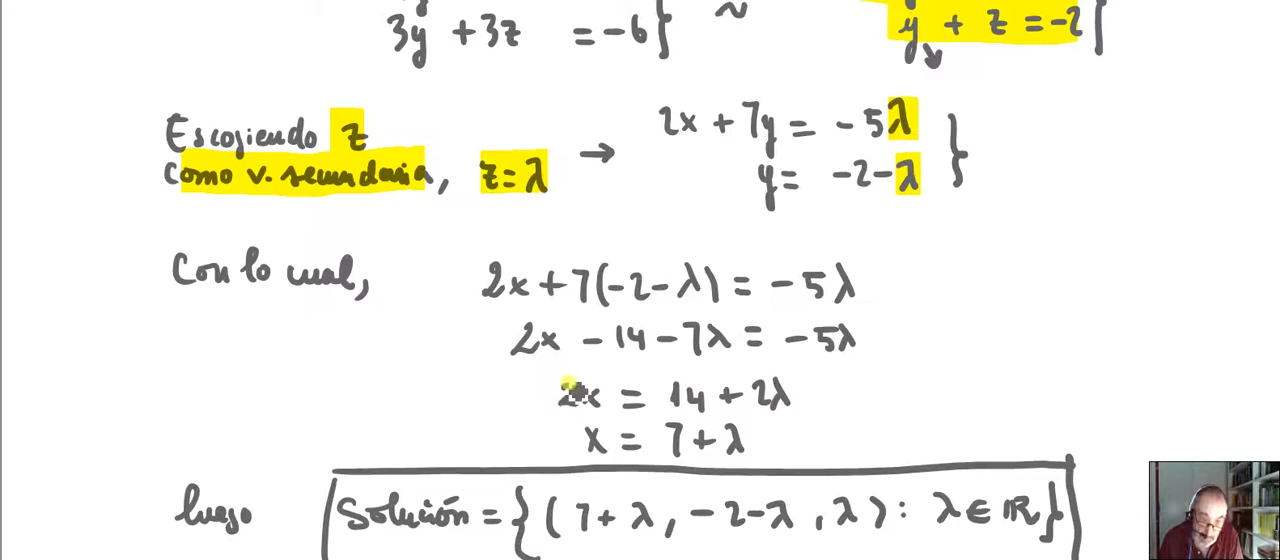 3y + 3z = -6} ~ y + z = -2}
Escogiendo z
como v. secundaria, z = λ → 2x + 7y = -5λ
y = -2-λ }
Con lo cual, 2x + 7(-2-λ) = -5λ
2x - 14 - 7λ = -5λ
2x = 14 + 2λ
x = 7 + λ
luego Solución = {(7+λ, -2-λ, λ): λ ∈ ℝ}